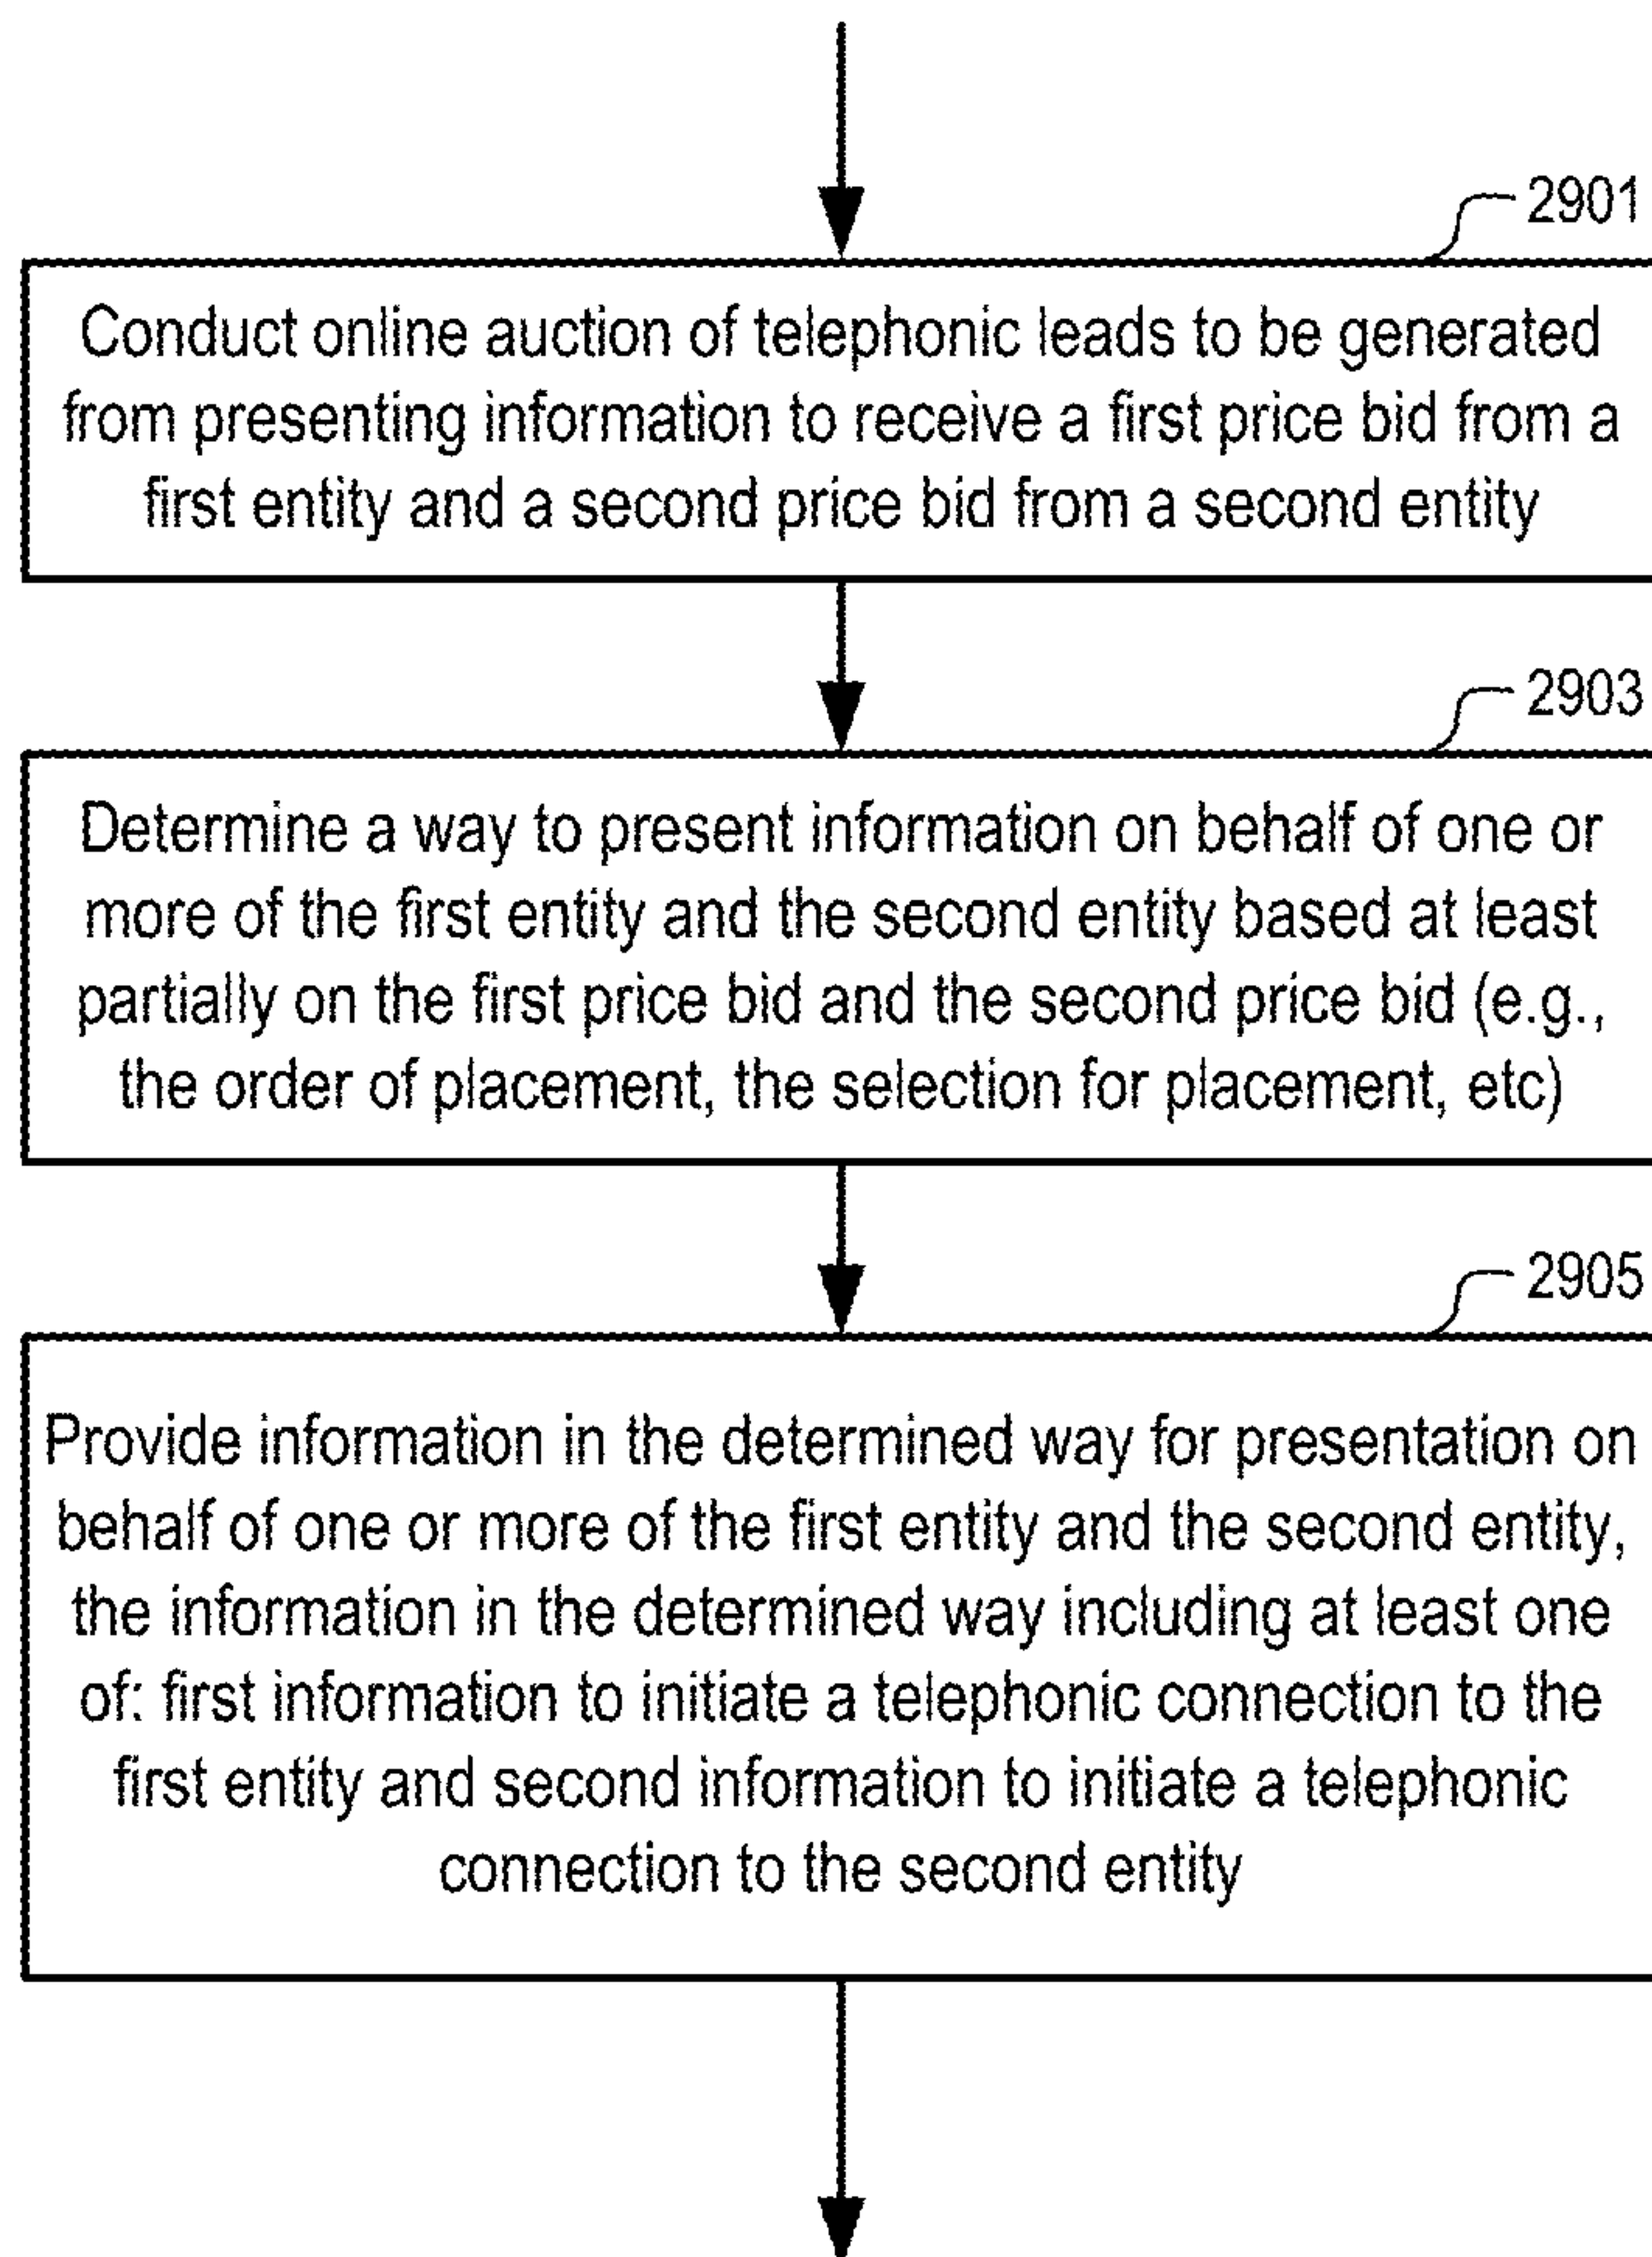 2901
Conduct online auction of telephonic leads to be generated
from presenting information to receive a first price bid from a
first entity and a second price bid from a second entity
2903
Determine a way to present information on behalf of one or
more of the first entity and the second entity based at least
partially on the first price bid and the second price bid (e.g.,
the order of placement, the selection for placement, etc)
2905
Provide information in the determined way for presentation on
behalf of one or more of the first entity and the second entity,
the information in the determined way including at least one
of: first information to initiate a telephonic connection to the
first entity and second information to initiate a telephonic
connection to the second entity